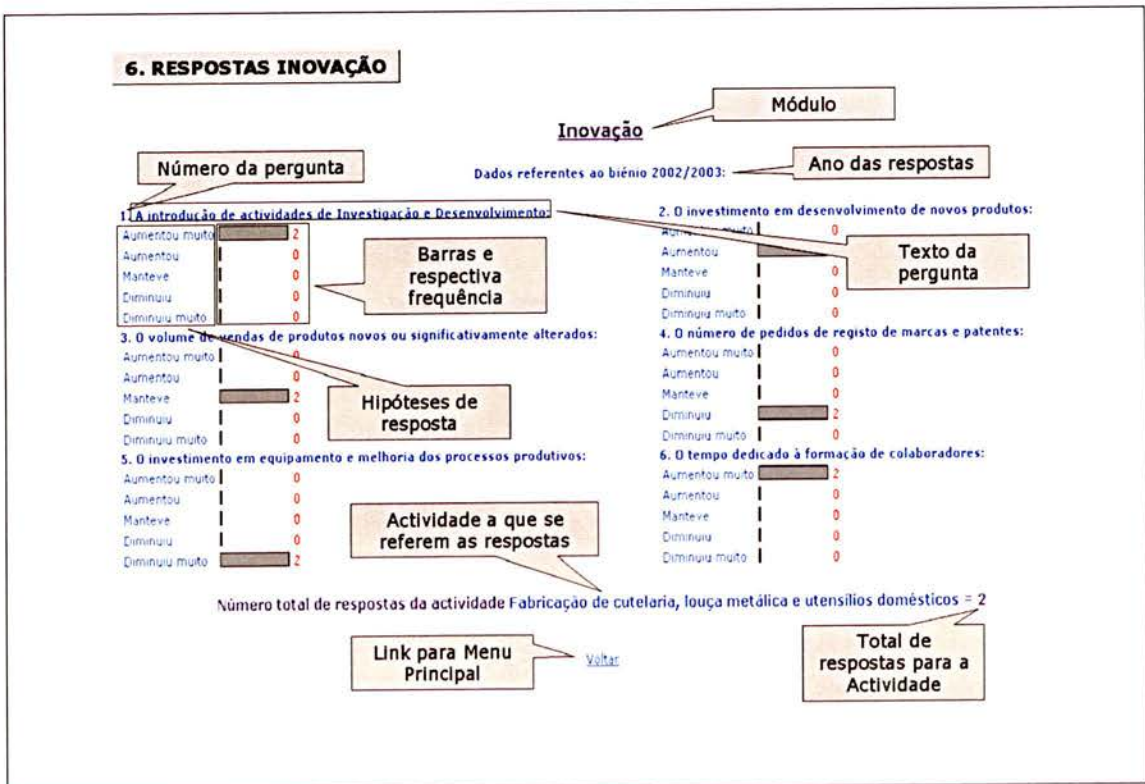 6. RESPOSTAS INOVAÇÃO
Módulo
Inovação
Número da pergunta
Dados referentes ao biénio 2002/2003:
Ano das respostas
1. A introdução de actividades de Investigação e Desenvolvimento:
Aumentou muito 2
Aumentou 0
Manteve 0
Diminuiu 0
Diminuiu muito 0
Barras e
respectiva
frequência
2. O investimento em desenvolvimento de novos produtos:
Aumentou muito 0
Aumentou
Manteve 0
Diminuiu 0
Diminuiu muito 0
Texto da
pergunta
3. O volume de vendas de produtos novos ou significativamente alterados:
Aumentou muito 0
Aumentou 0
Manteve 2
Diminuiu 0
Diminuiu muito 0
Hipóteses de
resposta
4. O número de pedidos de registo de marcas e patentes:
Aumentou muito 0
Aumentou 0
Manteve 0
Diminuiu 2
Diminuiu muito 0
5. O investimento em equipamento e melhoria dos processos produtivos:
Aumentou muito 0
Aumentou 0
Manteve 0
Diminuiu 0
Diminuiu muito 2
6. O tempo dedicado à formação de colaboradores:
Aumentou muito 2
Aumentou 0
Manteve 0
Diminuiu 0
Diminuiu muito 0
Actividade a que se
referem as respostas
Número total de respostas da actividade Fabricação de cutelaria, louça metálica e utensílios domésticos = 2
Link para Menu
Principal
Voltar
Total de
respostas para a
Actividade